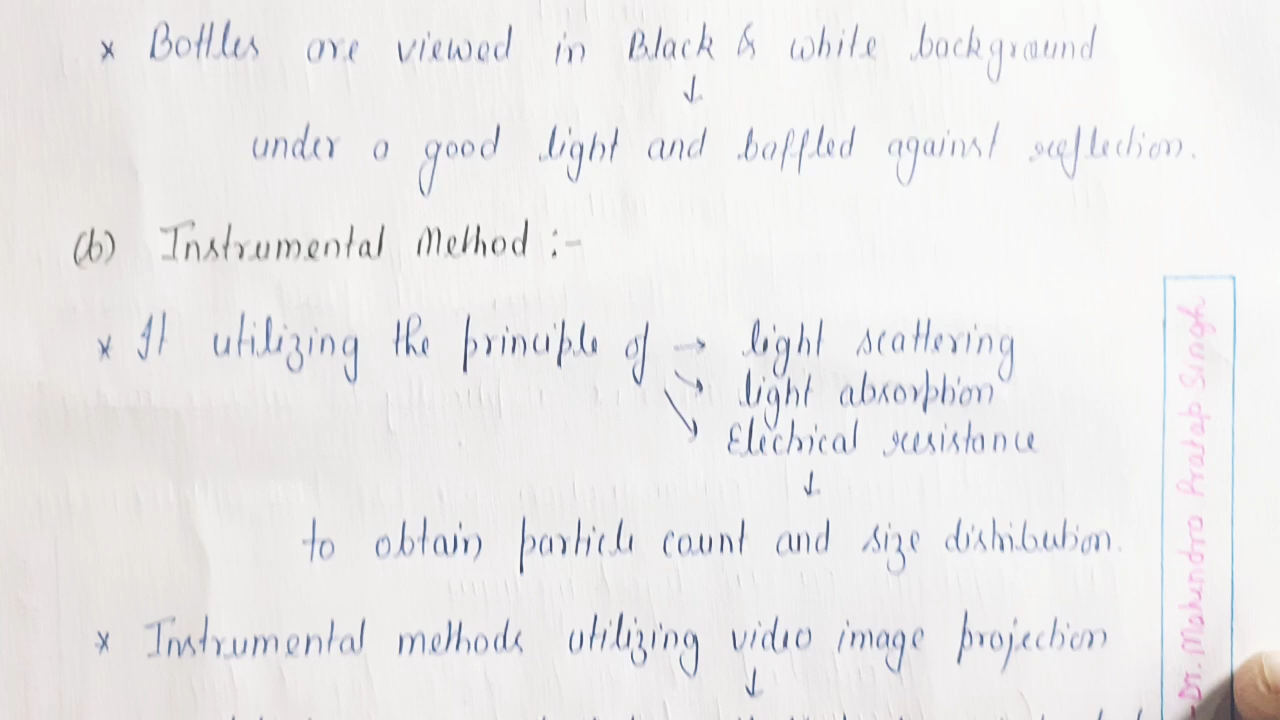 * Bottles are viewed in Black & white background
↓
under a good light and baffled against reflection.
(b) Instrumental Method :-
* It utilizing the principle of → light scattering
↘ light absorption
↘ Electrical resistance
↓
to obtain particle count and size distribution.
* Instrumental methods utilizing video image projection
↓
- Dr. Mahendra Pratap Singh